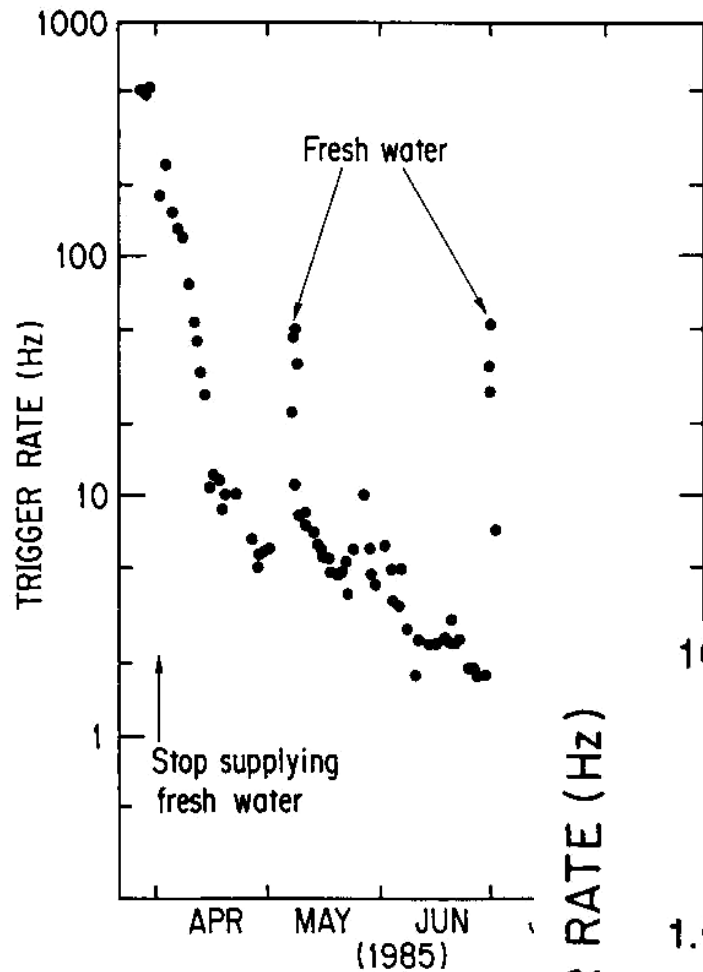 1000
Fresh water
100
TRIGGER RATE (Hz)
10
1
Stop supplying
fresh water
APR MAY JUN
(1985)
RATE (Hz)